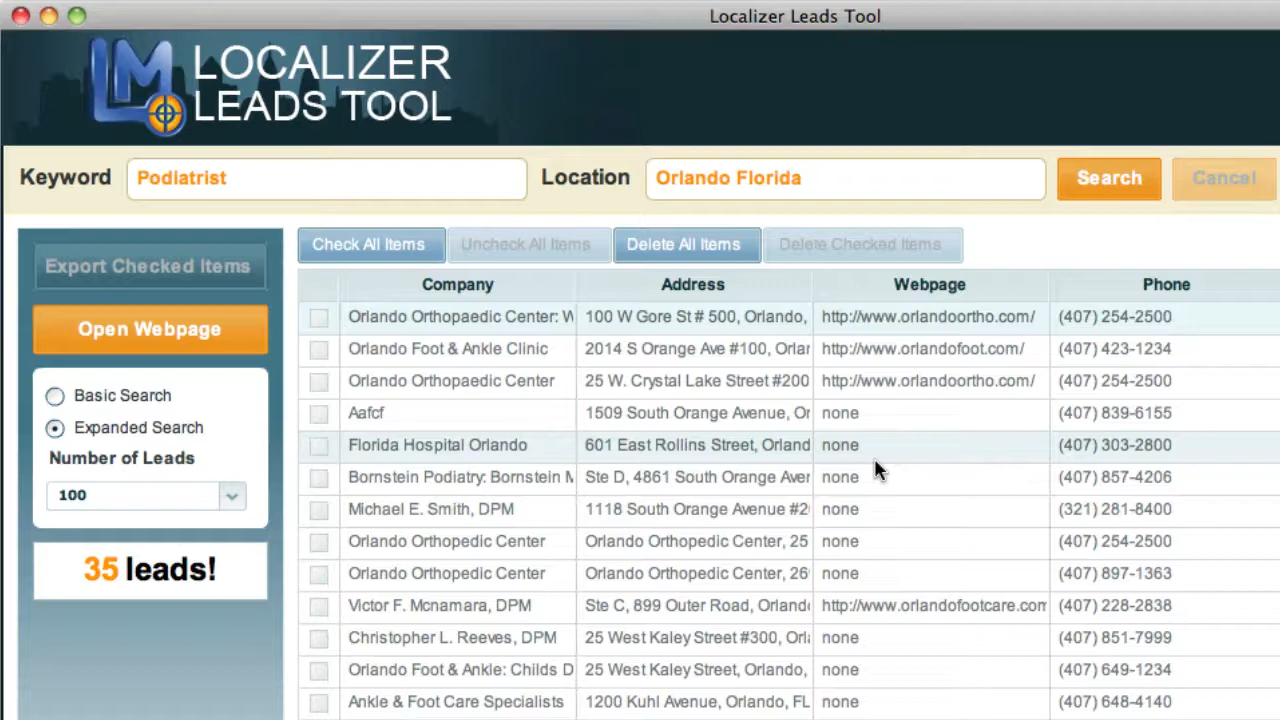 Localizer Leads Tool
LM LOCALIZER
LEADS TOOL
Keyword Podiatrist Location Orlando Florida Search Cancel
Export Checked Items
Open Webpage
Basic Search
Expanded Search
Number of Leads
100
35 leads!
Check All Items Uncheck All Items Delete All Items Delete Checked Items
Company Address Webpage Phone
Orlando Orthopaedic Center: W 100 W Gore St # 500, Orlando, http://www.orlandoortho.com/ (407) 254-2500
Orlando Foot & Ankle Clinic 2014 S Orange Ave #100, Orlar http://www.orlandofoot.com/ (407) 423-1234
Orlando Orthopaedic Center 25 W. Crystal Lake Street #200 http://www.orlandoortho.com/ (407) 254-2500
Aafcf 1509 South Orange Avenue, Or none (407) 839-6155
Florida Hospital Orlando 601 East Rollins Street, Orland none (407) 303-2800
Bornstein Podiatry: Bornstein M Ste D, 4861 South Orange Aver none (407) 857-4206
Michael E. Smith, DPM 1118 South Orange Avenue #2 none (321) 281-8400
Orlando Orthopedic Center Orlando Orthopedic Center, 25 none (407) 254-2500
Orlando Orthopedic Center Orlando Orthopedic Center, 26 none (407) 897-1363
Victor F. Mcnamara, DPM Ste C, 899 Outer Road, Orland http://www.orlandofootcare.com (407) 228-2838
Christopher L. Reeves, DPM 25 West Kaley Street #300, Orl none (407) 851-7999
Orlando Foot & Ankle: Childs D 25 West Kaley Street, Orlando, none (407) 649-1234
Ankle & Foot Care Specialists 1200 Kuhl Avenue, Orlando, FL none (407) 648-4140